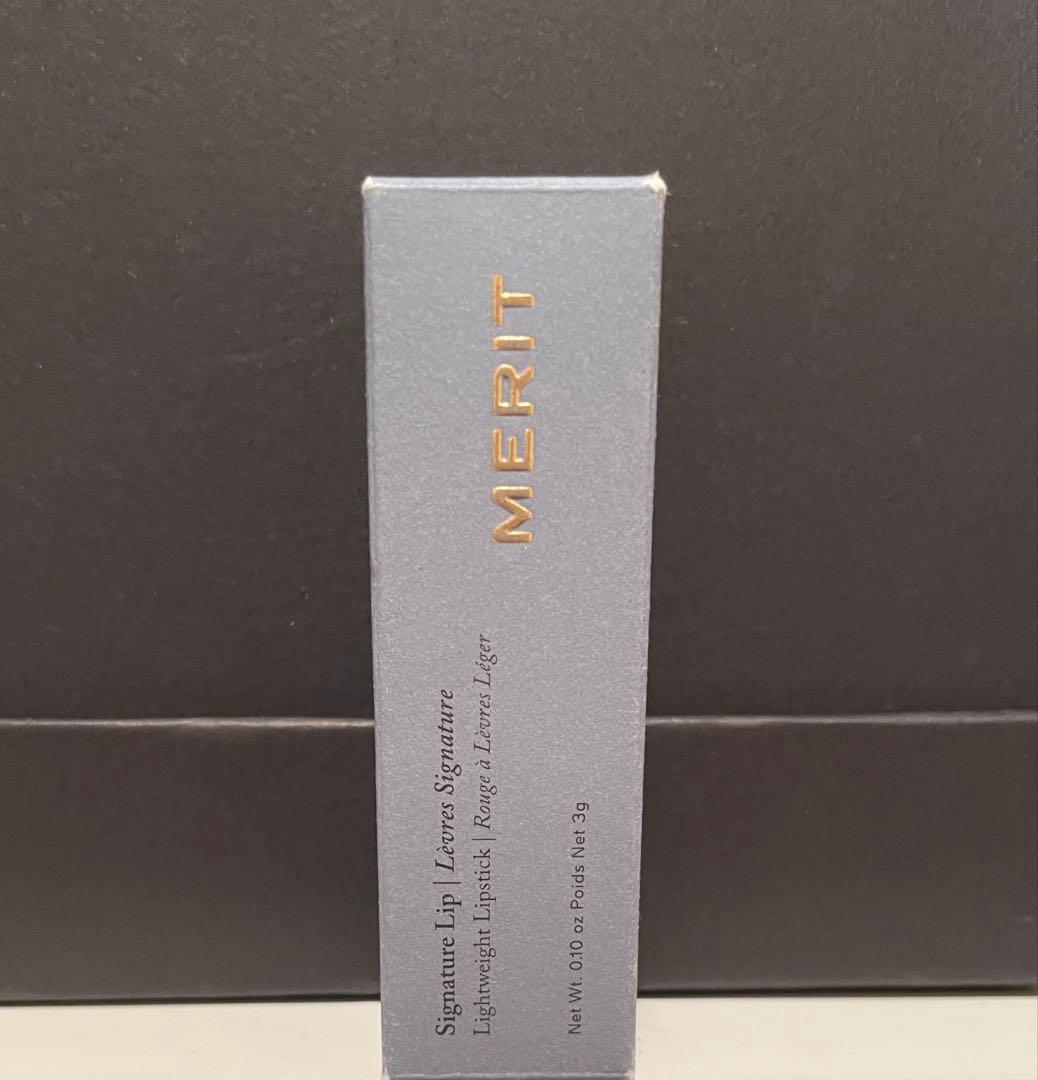 MERIT
Signature Lip | Lèvres Signature
Lightweight Lipstick | Rouge à Lèvres Léger
Net Wt. 0.10 oz Poids Net 3g